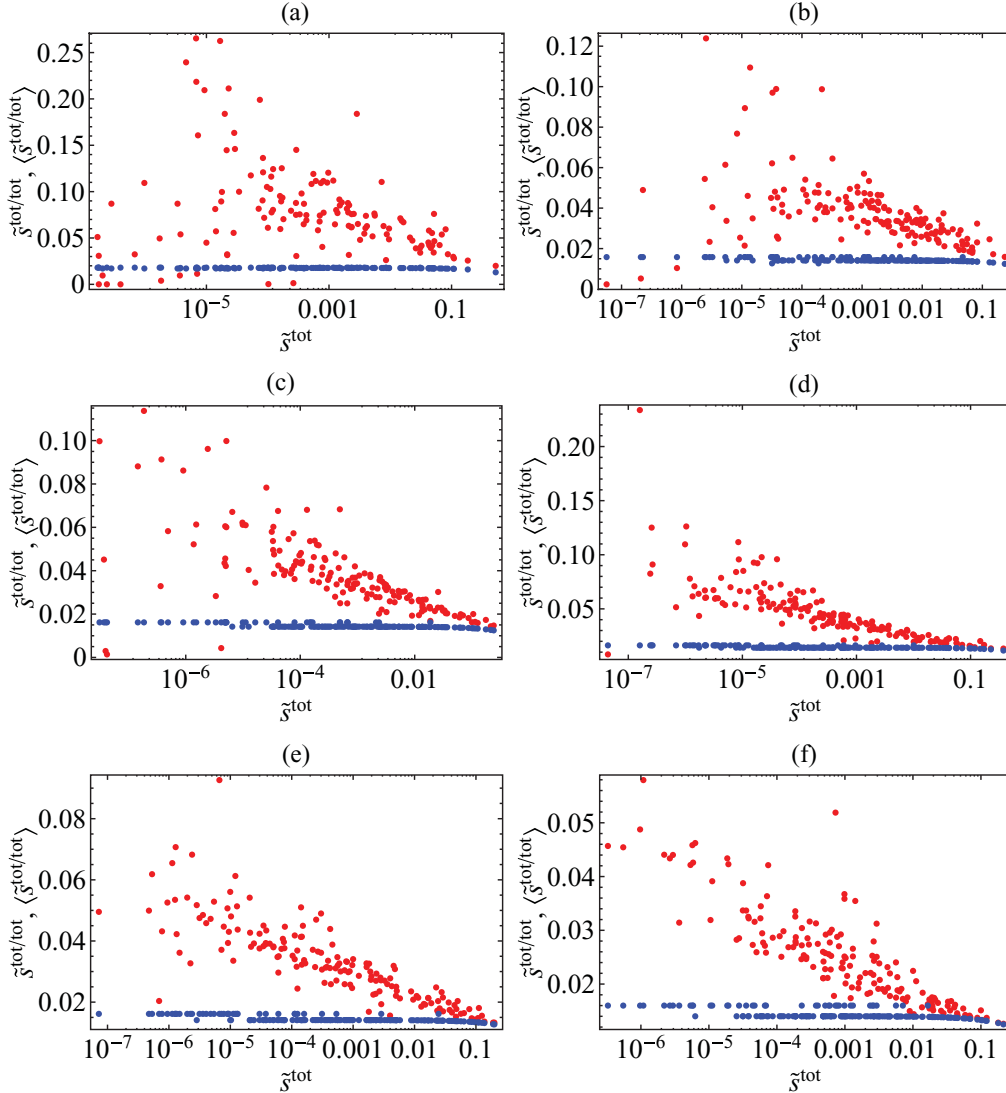 (a)
s̃^tot/tot, ⟨s̃^tot/tot⟩
0.25
0.20
0.15
0.10
0.05
0
10^−5 0.001 0.1
s̃^tot
(b)
s̃^tot/tot, ⟨s̃^tot/tot⟩
0.12
0.10
0.08
0.06
0.04
0.02
0
10^−7 10^−6 10^−5 10^−4 0.001 0.01 0.1
s̃^tot
(c)
s̃^tot/tot, ⟨s̃^tot/tot⟩
0.10
0.08
0.06
0.04
0.02
0
10^−6 10^−4 0.01
s̃^tot
(d)
s̃^tot/tot, ⟨s̃^tot/tot⟩
0.20
0.15
0.10
0.05
10^−7 10^−5 0.001 0.1
s̃^tot
(e)
s̃^tot/tot, ⟨s̃^tot/tot⟩
0.08
0.06
0.04
0.02
10^−7 10^−6 10^−5 10^−4 0.001 0.01 0.1
s̃^tot
(f)
s̃^tot/tot, ⟨s̃^tot/tot⟩
0.05
0.04
0.03
0.02
10^−6 10^−5 10^−4 0.001 0.01 0.1
s̃^tot